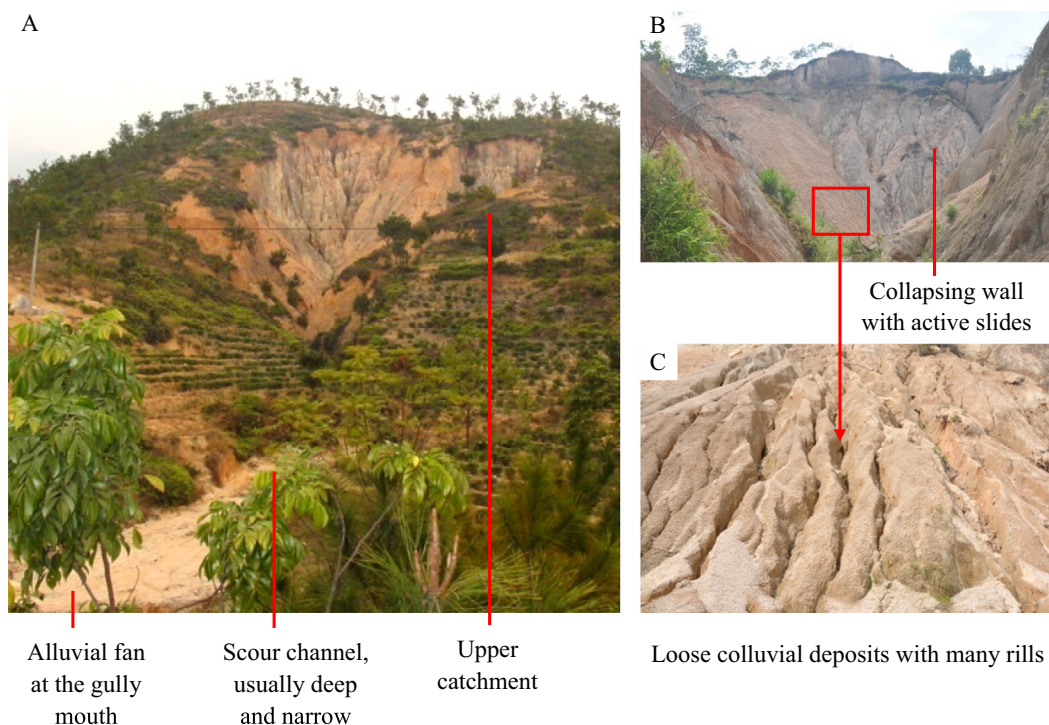 A
B
Collapsing wall
with active slides
C
Alluvial fan
at the gully
mouth
Scour channel,
usually deep
and narrow
Upper
catchment
Loose colluvial deposits with many rills